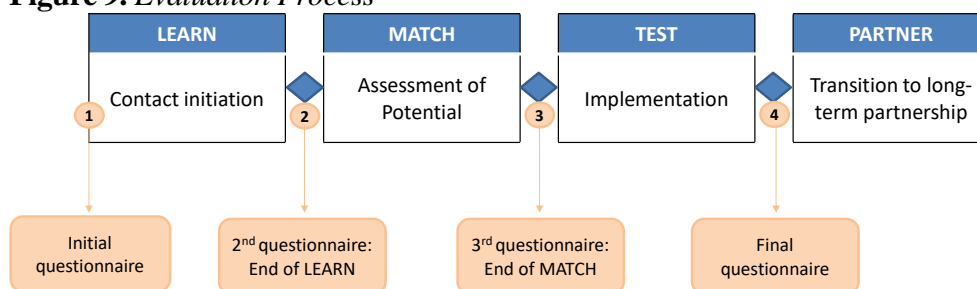 Figure 9. Evaluation Process
LEARN
MATCH
TEST
PARTNER
Contact initiation
Assessment of
Potential
Implementation
Transition to long-
term partnership
1
2
3
4
Initial
questionnaire
2nd questionnaire:
End of LEARN
3rd questionnaire:
End of MATCH
Final
questionnaire